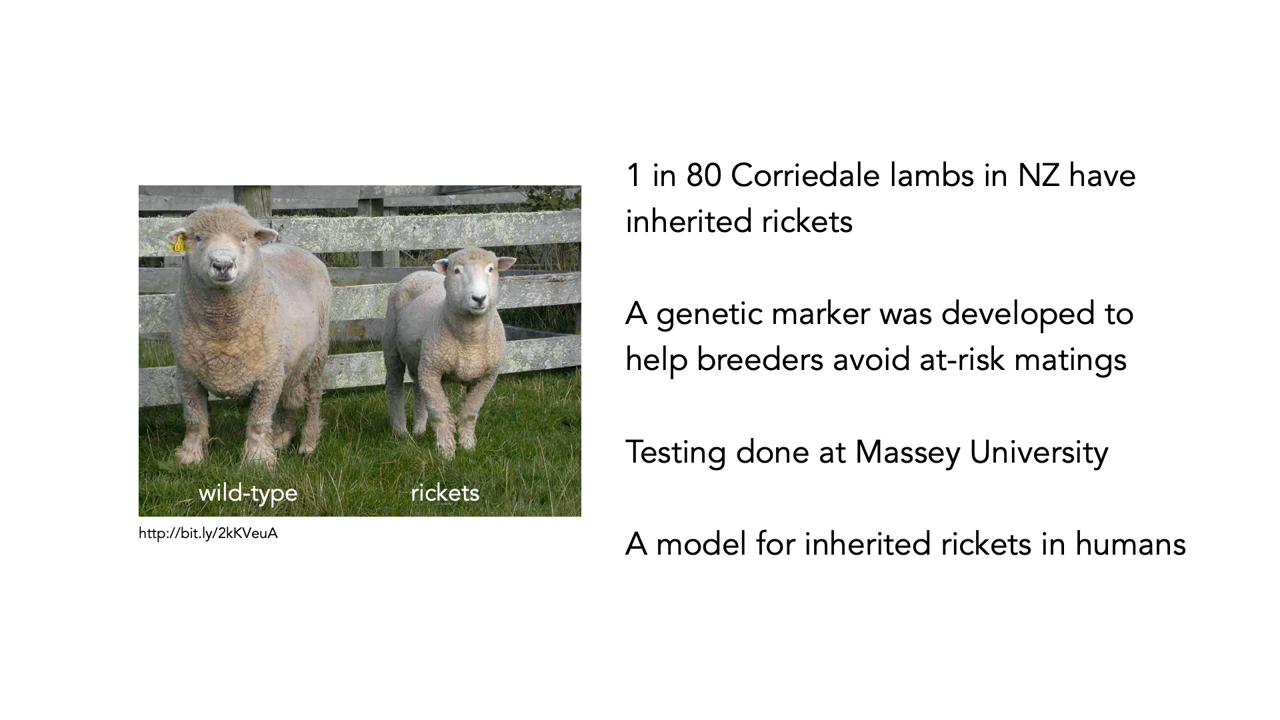 wild-type
rickets
http://bit.ly/2kKVeuA
1 in 80 Corriedale lambs in NZ have
inherited rickets
A genetic marker was developed to
help breeders avoid at-risk matings
Testing done at Massey University
A model for inherited rickets in humans